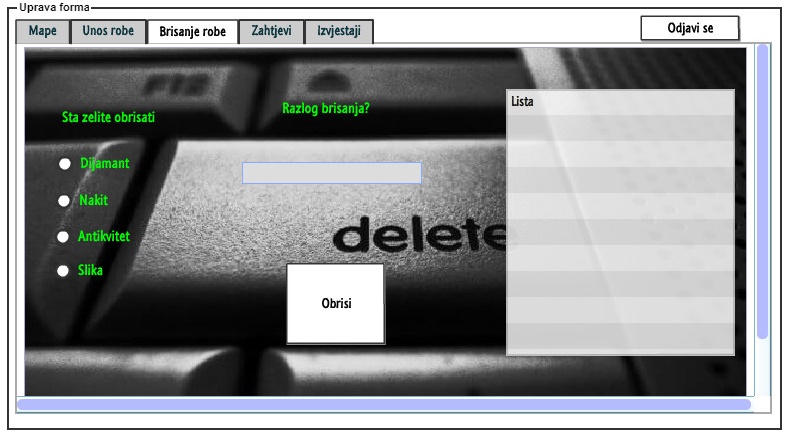 Uprava forma
Mape
Unos robe
Brisanje robe
Zahtjevi
Izvjestaji
Odjavi se
F12
Sta zelite obrisati
Razlog brisanja?
Lista
Dijamant
Nakit
Antikvitet
Slika
delete
Obrisi